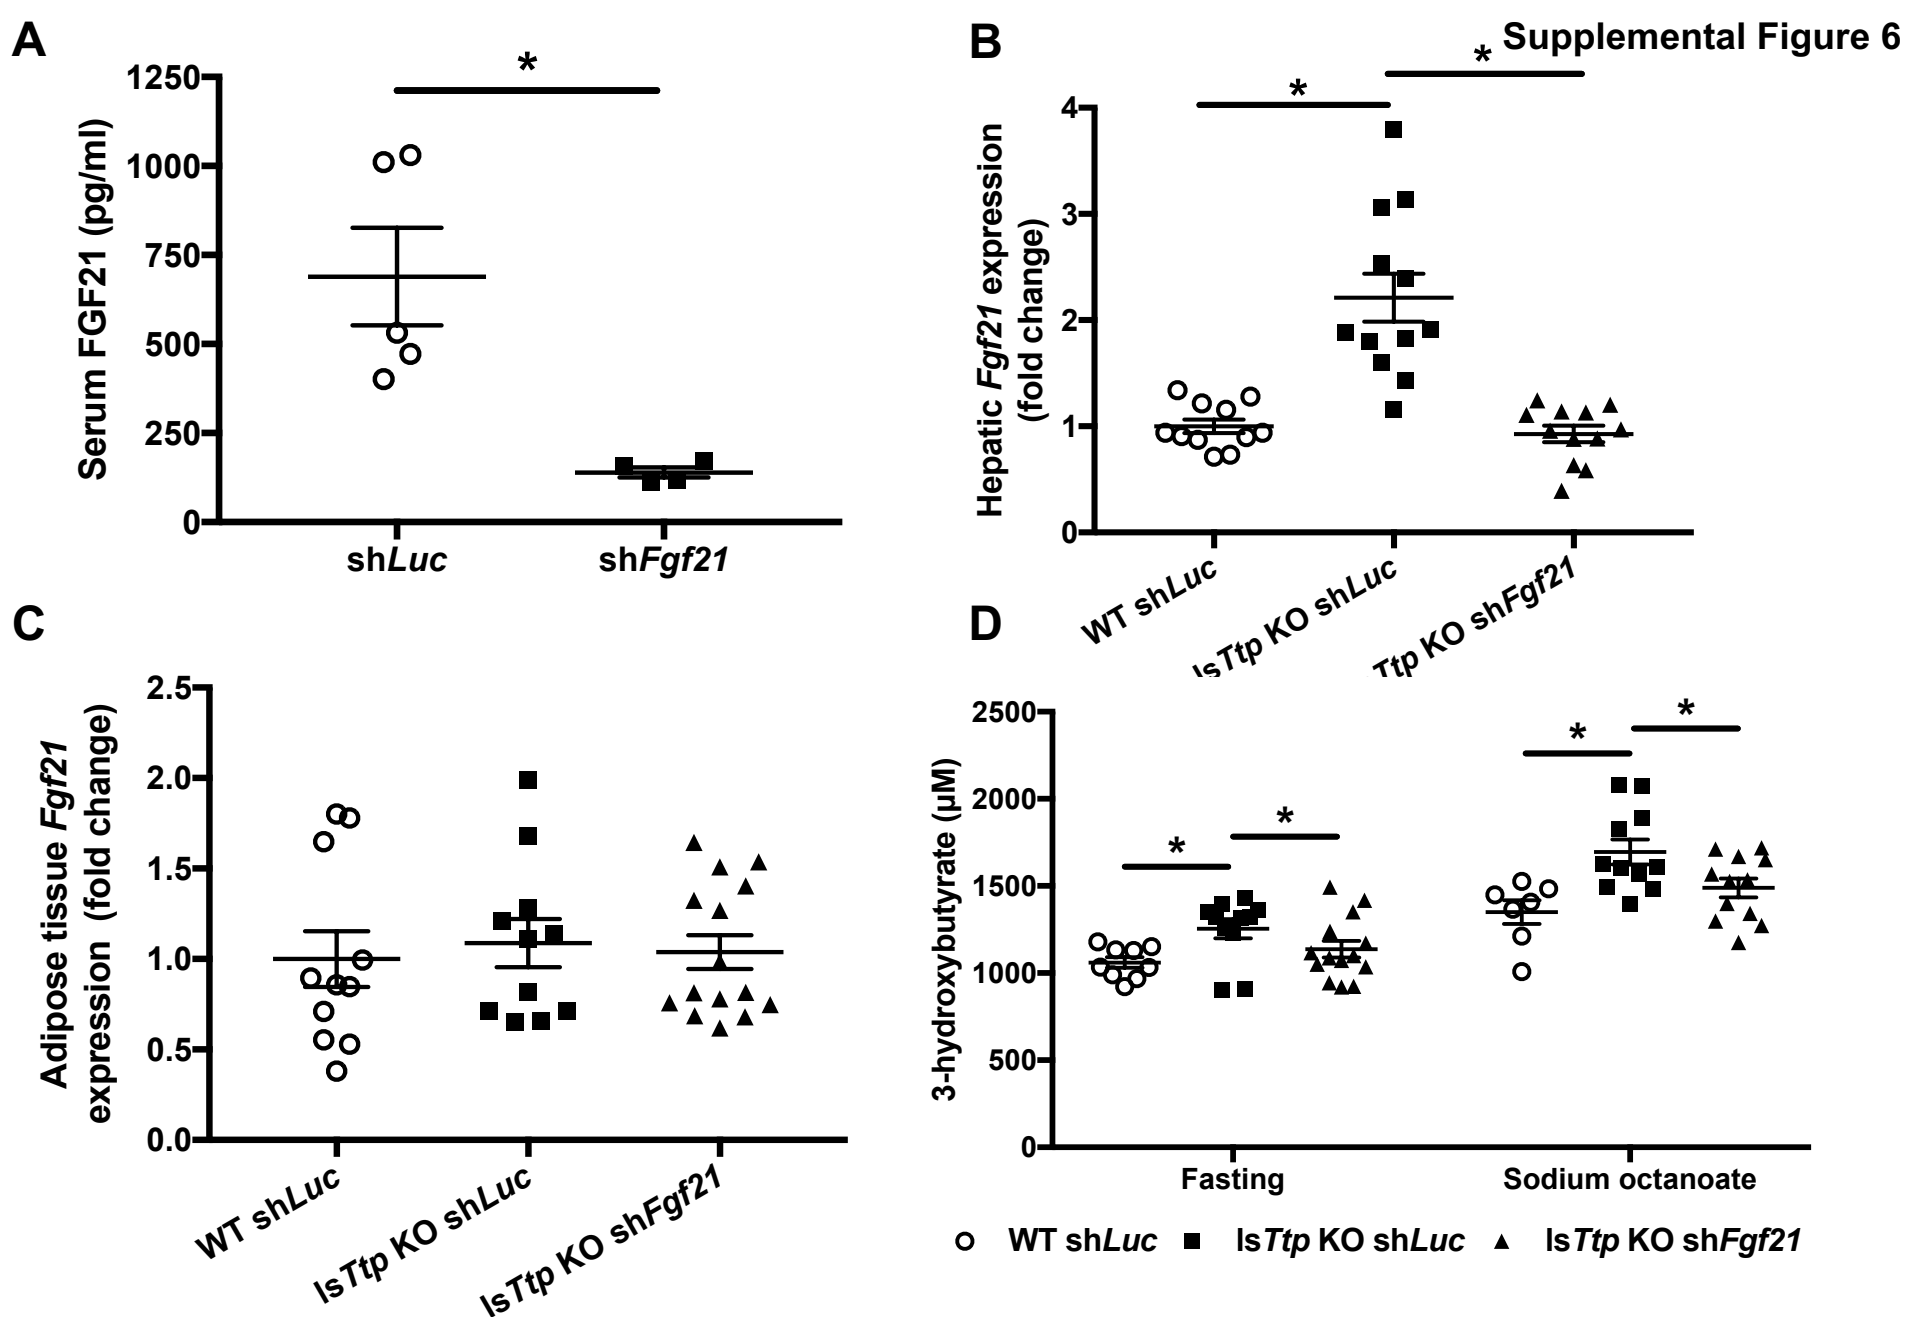 Supplemental Figure 6
A
*
Serum FGF21 (pg/ml)
1250
1000
750
500
250
0
shLuc
shFgf21
B
*
*
Hepatic Fgf21 expression
(fold change)
4
3
2
1
0
WT shLuc
lsTtp KO shLuc
Ttp KO shFgf21
C
Adipose tissue Fgf21
expression (fold change)
2.5
2.0
1.5
1.0
0.5
0.0
WT shLuc
lsTtp KO shLuc
lsTtp KO shFgf21
D
3-hydroxybutyrate (µM)
2500
2000
1500
1000
500
0
*
*
*
*
Fasting
Sodium octanoate
WT shLuc
lsTtp KO shLuc
lsTtp KO shFgf21